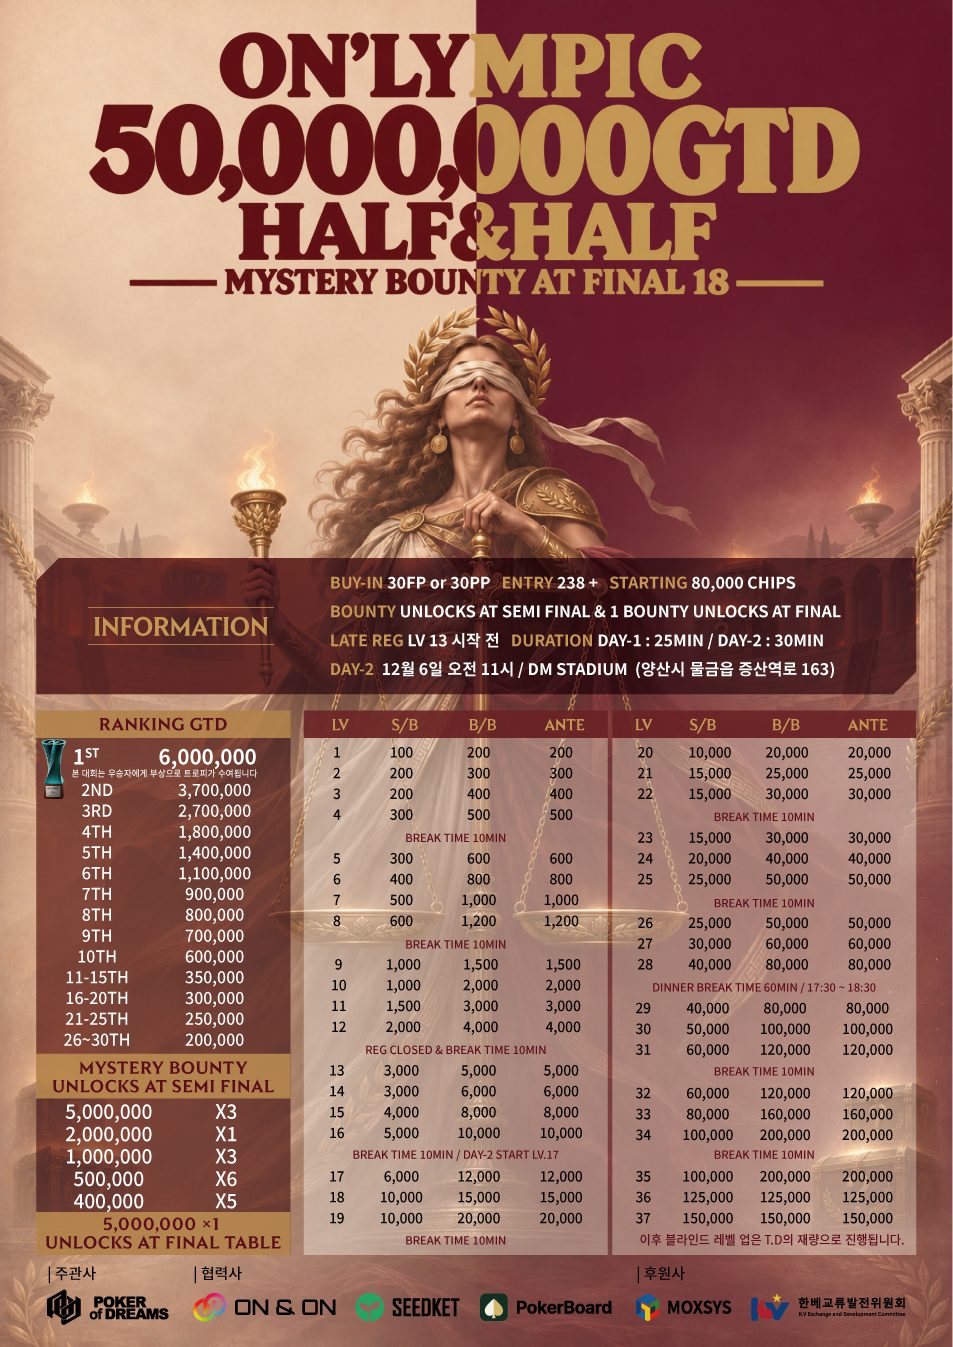 ON'LYMPIC
50,000,000GTD
HALF&HALF
MYSTERY BOUNTY AT FINAL 18
INFORMATION
BUY-IN 30FP or 30PP ENTRY 238 + STARTING 80,000 CHIPS
BOUNTY UNLOCKS AT SEMI FINAL & 1 BOUNTY UNLOCKS AT FINAL
LATE REG LV 13 시작 전 DURATION DAY-1 : 25MIN / DAY-2 : 30MIN
DAY-2 12월 6일 오전 11시 / DM STADIUM (양산시 물금읍 증산역로 163)
RANKING GTD
1ST 6,000,000
본 대회는 우승자에게 부상으로 트로피가 수여됩니다
2ND 3,700,000
3RD 2,700,000
4TH 1,800,000
5TH 1,400,000
6TH 1,100,000
7TH 900,000
8TH 800,000
9TH 700,000
10TH 600,000
11-15TH 350,000
16-20TH 300,000
21-25TH 250,000
26~30TH 200,000
MYSTERY BOUNTY
UNLOCKS AT SEMI FINAL
5,000,000 X3
2,000,000 X1
1,000,000 X3
500,000 X6
400,000 X5
5,000,000 ×1
UNLOCKS AT FINAL TABLE
LV S/B B/B ANTE
1 100 200 200
2 200 300 300
3 200 400 400
4 300 500 500
BREAK TIME 10MIN
5 300 600 600
6 400 800 800
7 500 1,000 1,000
8 600 1,200 1,200
BREAK TIME 10MIN
9 1,000 1,500 1,500
10 1,000 2,000 2,000
11 1,500 3,000 3,000
12 2,000 4,000 4,000
REG CLOSED & BREAK TIME 10MIN
13 3,000 5,000 5,000
14 3,000 6,000 6,000
15 4,000 8,000 8,000
16 5,000 10,000 10,000
BREAK TIME 10MIN / DAY-2 START LV.17
17 6,000 12,000 12,000
18 10,000 15,000 15,000
19 10,000 20,000 20,000
BREAK TIME 10MIN
LV S/B B/B ANTE
20 10,000 20,000 20,000
21 15,000 25,000 25,000
22 15,000 30,000 30,000
BREAK TIME 10MIN
23 15,000 30,000 30,000
24 20,000 40,000 40,000
25 25,000 50,000 50,000
BREAK TIME 10MIN
26 25,000 50,000 50,000
27 30,000 60,000 60,000
28 40,000 80,000 80,000
DINNER BREAK TIME 60MIN / 17:30 ~ 18:30
29 40,000 80,000 80,000
30 50,000 100,000 100,000
31 60,000 120,000 120,000
BREAK TIME 10MIN
32 60,000 120,000 120,000
33 80,000 160,000 160,000
34 100,000 200,000 200,000
BREAK TIME 10MIN
35 100,000 200,000 200,000
36 125,000 125,000 125,000
37 150,000 150,000 150,000
이후 블라인드 레벨 업은 T.D의 재량으로 진행됩니다.
| 주관사
POKER
of DREAMS
| 협력사
ON & ON
SEEDKET
PokerBoard
| 후원사
MOXSYS
KV
한베교류발전위원회
K.V Exchange and Development Committee